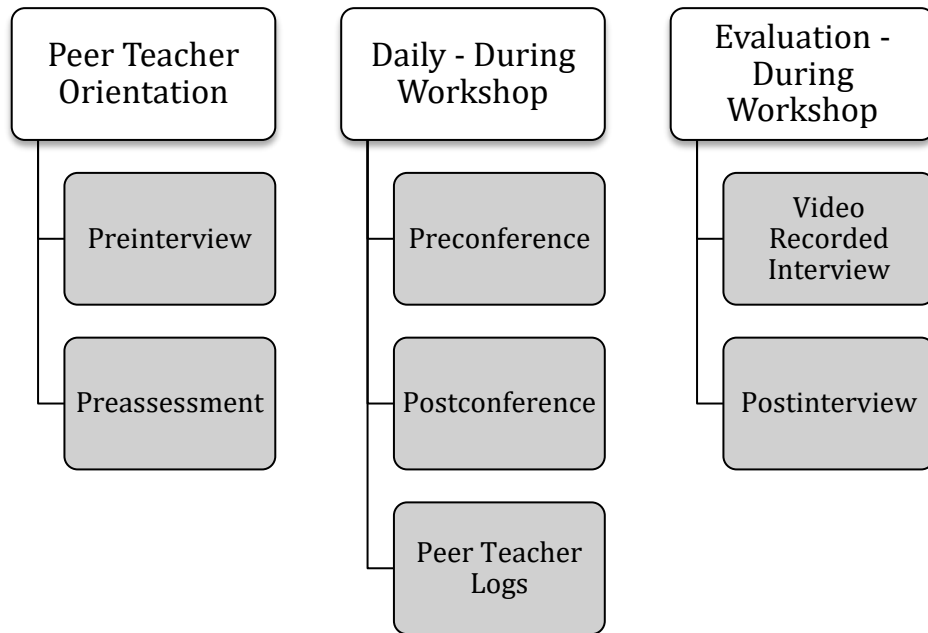 Peer Teacher
Orientation
Preinterview
Preassessment
Daily - During
Workshop
Preconference
Postconference
Peer Teacher
Logs
Evaluation -
During
Workshop
Video
Recorded
Interview
Postinterview